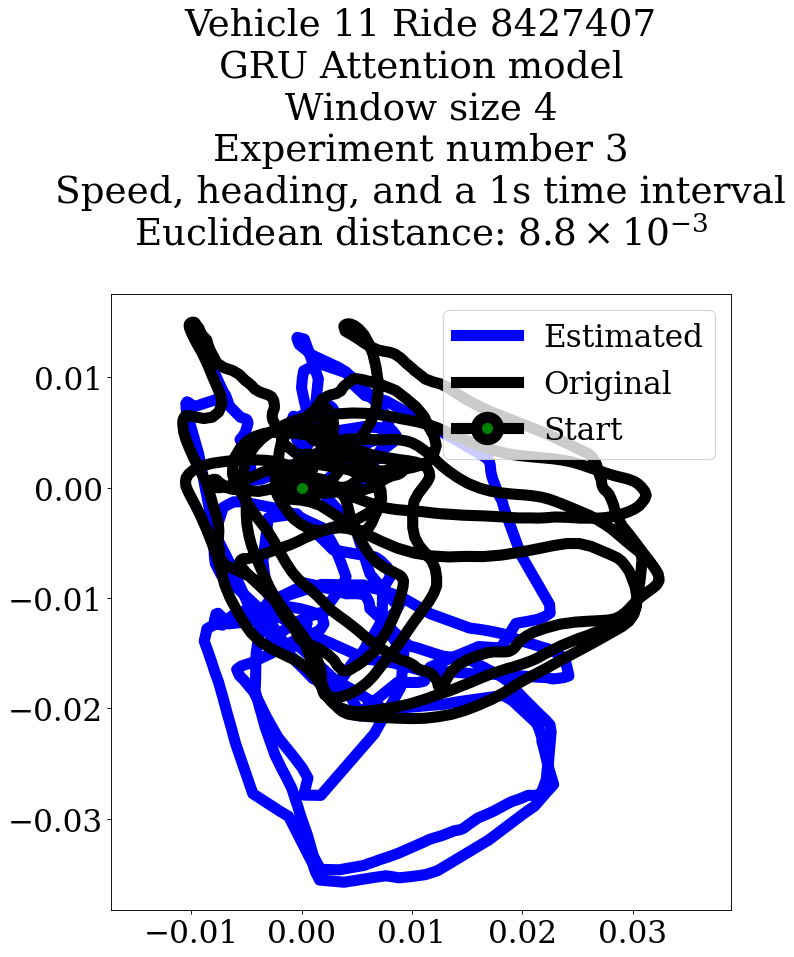 Vehicle 11 Ride 8427407
GRU Attention model
Window size 4
Experiment number 3
Speed, heading, and a 1s time interval
Euclidean distance: 8.8 × 10⁻³
Estimated
Original
Start
0.01
0.00
−0.01
−0.02
−0.03
−0.01 0.00 0.01 0.02 0.03